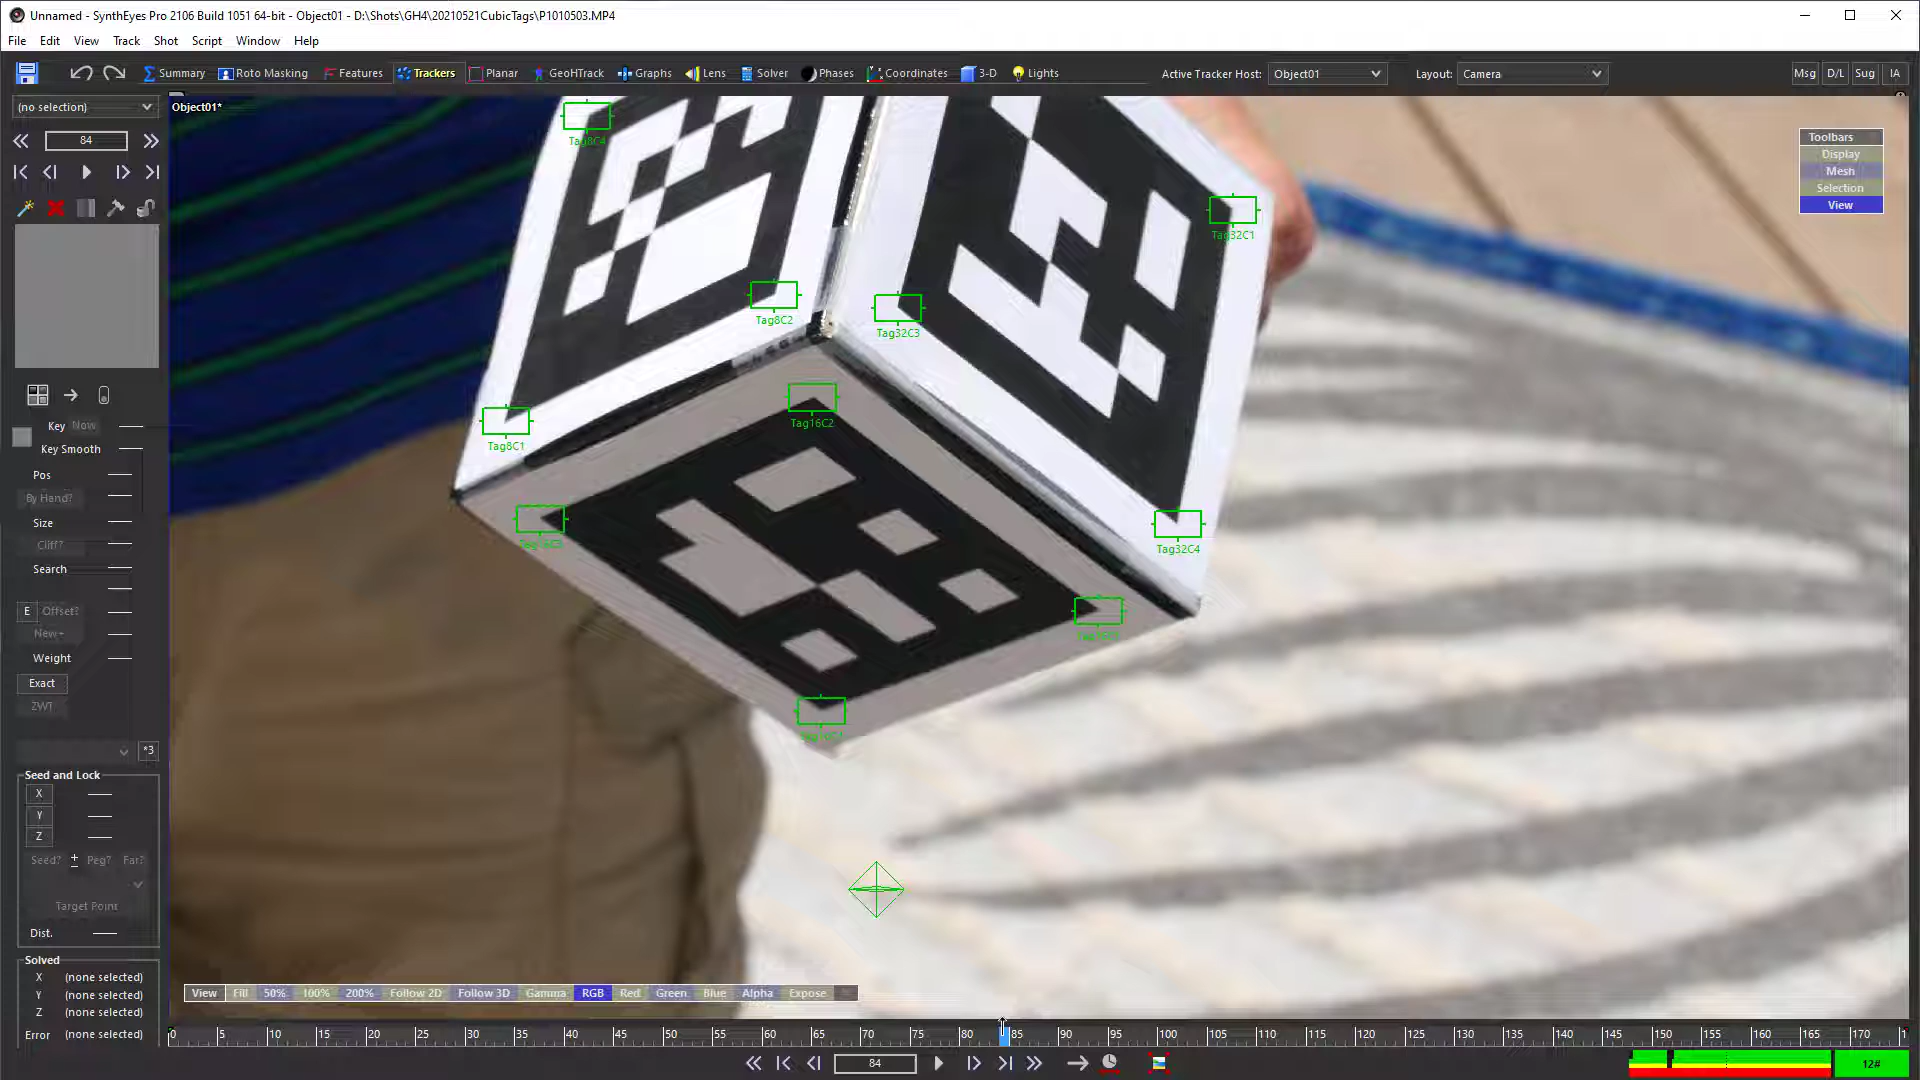 Unnamed - SynthEyes Pro 2106 Build 1051 64-bit - Object01 - D:\Shots\GH4\20210521CubicTags\P1010503.MP4
File Edit View Track Shot Script Window Help
Summary Roto Masking Features Trackers Planar GeoHTrack Graphs Lens Solver Phases Coordinates 3-D Lights Active Tracker Host: Object01 Layout: Camera Msg D/L Sug IA
(no selection)
Object01*
84
Toolbars
Display
Mesh
Selection
View
Tag8C4
Tag32C1
Tag8C2
Tag32C3
Tag16C2
Tag8C1
Tag32C4
Key Now
Key Smooth
Pos
By Hand?
Size
Cliff?
Search
E Offset?
New+
Weight
Exact
ZWT
*3
Seed and Lock
X
Y
Z
Seed? + Peg? Far?
Target Point
Dist.
Solved
X (none selected)
Y (none selected)
Z (none selected)
Error (none selected)
View Fill 50% 100% 200% Follow 2D Follow 3D Gamma RGB Red Green Blue Alpha Expose
0 5 10 15 20 25 30 35 40 45 50 55 60 65 70 75 80 85 90 95 100 105 110 115 120 125 130 135 140 145 150 155 160 165 170 1
84
12#